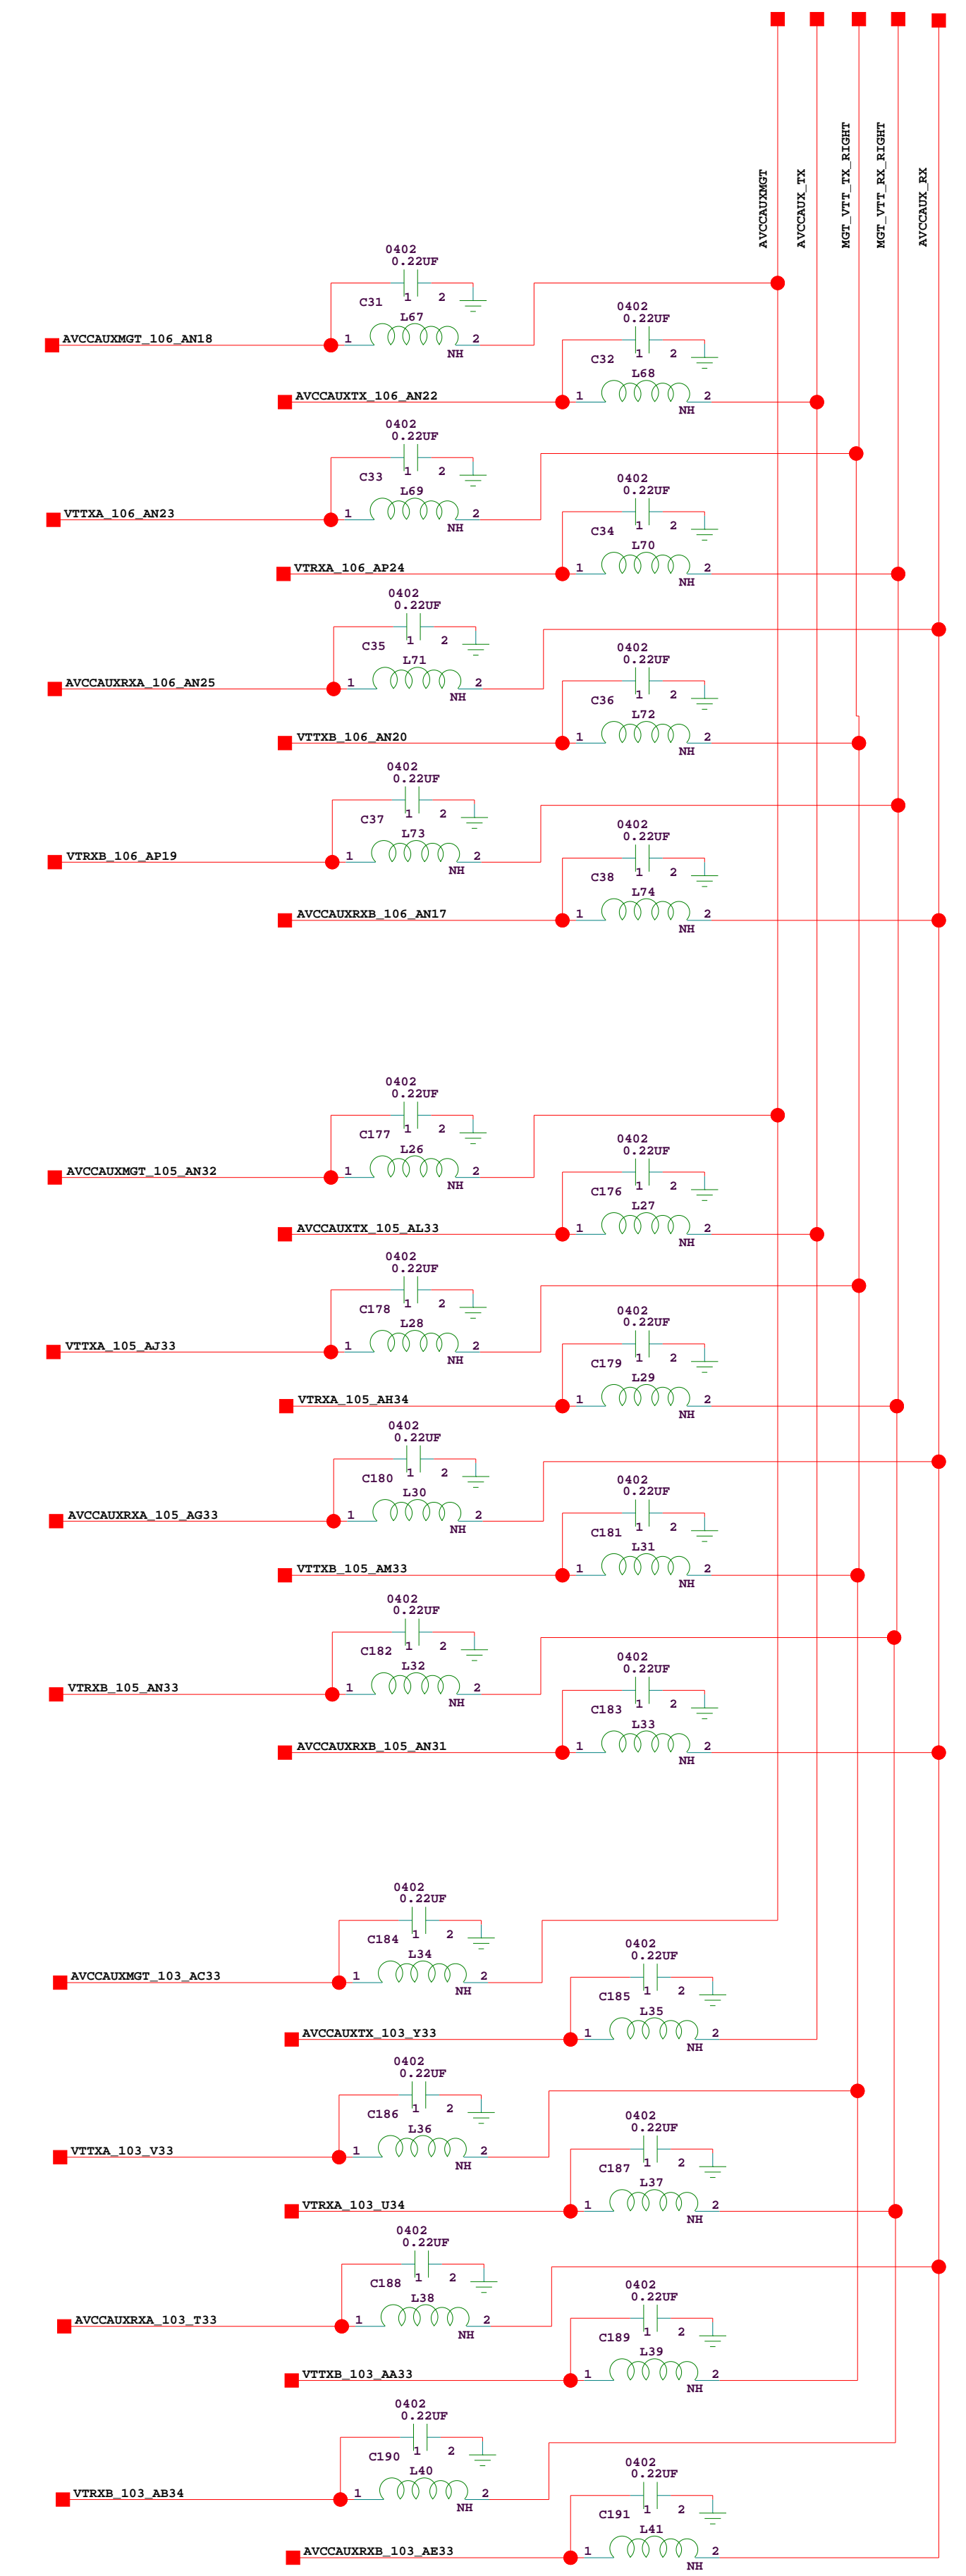 AVCCAUXMGT
AVCCAUX_TX
MGT_VTT_TX_RIGHT
MGT_VTT_RX_RIGHT
AVCCAUX_RX
0402
0.22UF
C31 1 2
L67
AVCCAUXMGT_106_AN18 1 2
NH
0402
0.22UF
C32 1 2
L68
AVCCAUXTX_106_AN22 1 2
NH
0402
0.22UF
C33 1 2
L69
VTTXA_106_AN23 1 2
NH
0402
0.22UF
C34 1 2
L70
VTRXA_106_AP24 1 2
NH
0402
0.22UF
C35 1 2
L71
AVCCAUXRXA_106_AN25 1 2
NH
0402
0.22UF
C36 1 2
L72
VTTXB_106_AN20 1 2
NH
0402
0.22UF
C37 1 2
L73
VTRXB_106_AP19 1 2
NH
0402
0.22UF
C38 1 2
L74
AVCCAUXRXB_106_AN17 1 2
NH
0402
0.22UF
C177 1 2
L26
AVCCAUXMGT_105_AN32 1 2
NH
0402
0.22UF
C176 1 2
L27
AVCCAUXTX_105_AL33 1 2
NH
0402
0.22UF
C178 1 2
L28
VTTXA_105_AJ33 1 2
NH
0402
0.22UF
C179 1 2
L29
VTRXA_105_AH34 1 2
NH
0402
0.22UF
C180 1 2
L30
AVCCAUXRXA_105_AG33 1 2
NH
0402
0.22UF
C181 1 2
L31
VTTXB_105_AM33 1 2
NH
0402
0.22UF
C182 1 2
L32
VTRXB_105_AN33 1 2
NH
0402
0.22UF
C183 1 2
L33
AVCCAUXRXB_105_AN31 1 2
NH
0402
0.22UF
C184 1 2
L34
AVCCAUXMGT_103_AC33 1 2
NH
0402
0.22UF
C185 1 2
L35
AVCCAUXTX_103_Y33 1 2
NH
0402
0.22UF
C186 1 2
L36
VTTXA_103_V33 1 2
NH
0402
0.22UF
C187 1 2
L37
VTRXA_103_U34 1 2
NH
0402
0.22UF
C188 1 2
L38
AVCCAUXRXA_103_T33 1 2
NH
0402
0.22UF
C189 1 2
L39
VTTXB_103_AA33 1 2
NH
0402
0.22UF
C190 1 2
L40
VTRXB_103_AB34 1 2
NH
0402
0.22UF
C191 1 2
L41
AVCCAUXRXB_103_AE33 1 2